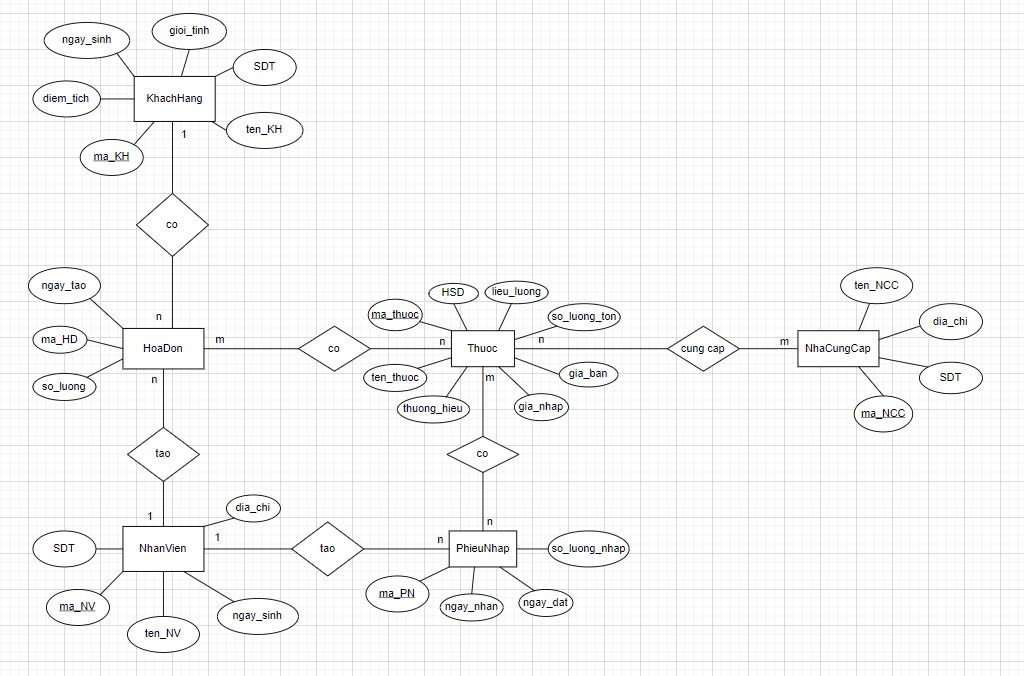 gioi_tinh
ngay_sinh
SDT
diem_tich
KhachHang
ten_KH
1
ma_KH
co
ngay_tao
n
ma_HD
HoaDon
m
so_luong
n
co
n
HSD
lieu_luong
ma_thuoc
so_luong_ton
Thuoc
n
ten_thuoc
m
gia_ban
thuong_hieu
gia_nhap
cung cap
m
ten_NCC
NhaCungCap
dia_chi
SDT
ma_NCC
tao
co
1
dia_chi
n
SDT
NhanVien
1
tao
n
PhieuNhap
so_luong_nhap
ma_NV
ten_NV
ngay_sinh
ma_PN
ngay_nhan
ngay_dat